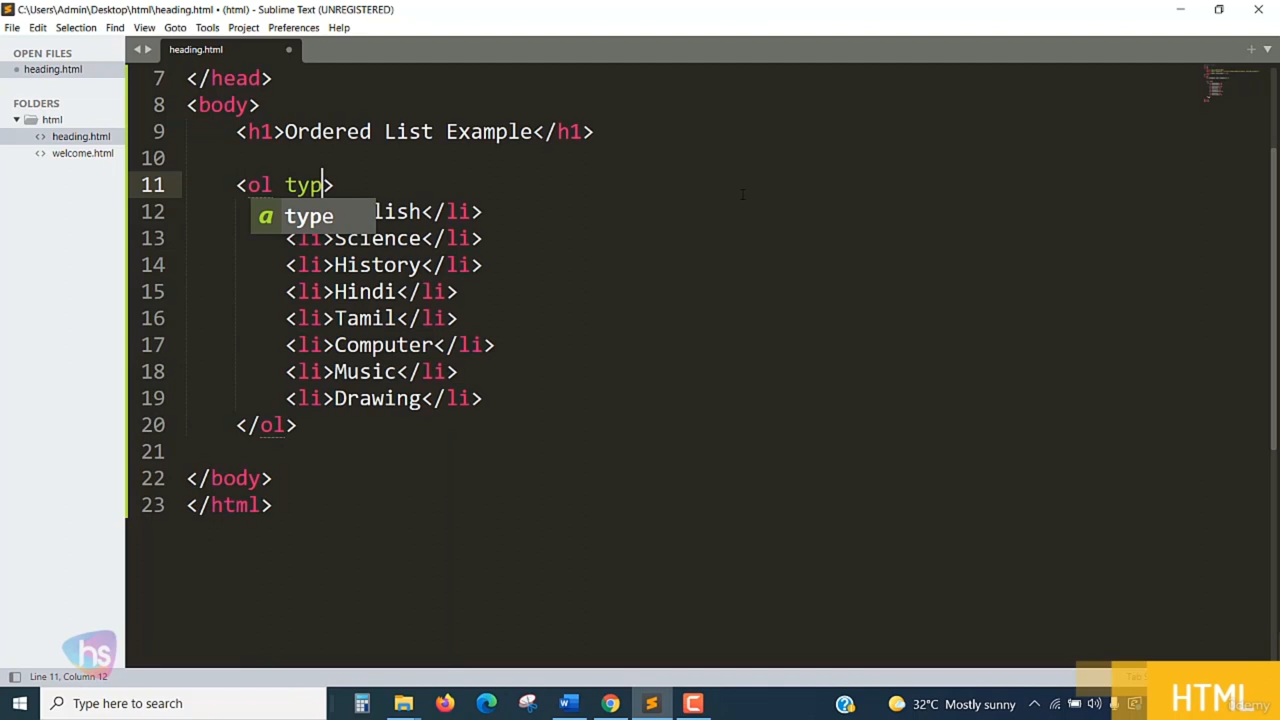 C:\Users\Admin\Desktop\html\heading.html • (html) - Sublime Text (UNREGISTERED)
File Edit Selection Find View Goto Tools Project Preferences Help
OPEN FILES
heading.html
FOLDERS
html
heading.html
welcome.html
heading.html
7 </head>
8 <body>
9 <h1>Ordered List Example</h1>
10
11 <ol typ>
a type
12 lish</li>
13 <li>Science</li>
14 <li>History</li>
15 <li>Hindi</li>
16 <li>Tamil</li>
17 <li>Computer</li>
18 <li>Music</li>
19 <li>Drawing</li>
20 </ol>
21
22 </body>
23 </html>
hs
Line 11, Column 12
Type here to search
32°C Mostly sunny
HTML
Udemy